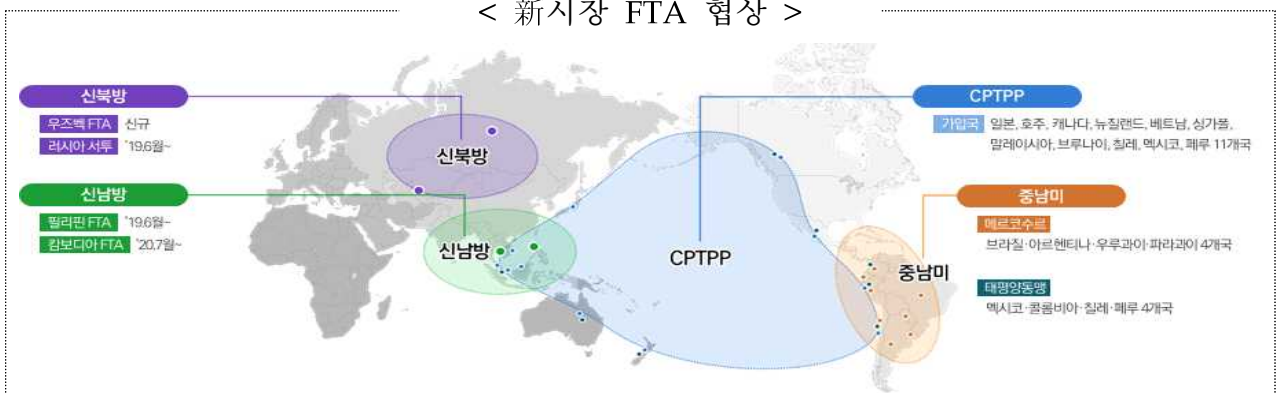 < 新시장 FTA 협상 >
신북방
우즈벡 FTA 신규
러시아 서투 '19.6월~
신남방
필리핀 FTA '19.6월~
캄보디아 FTA '20.7월~
신북방
신남방
CPTPP
중남미
CPTPP
가입국 일본, 호주, 캐나다, 뉴질랜드, 베트남, 싱가폴,
말레이시아, 브루나이, 칠레, 멕시코, 페루 11개국
중남미
메르코수르
브라질·아르헨티나·우루과이·파라과이 4개국
태평양동맹
멕시코·콜롬비아·칠레·페루 4개국